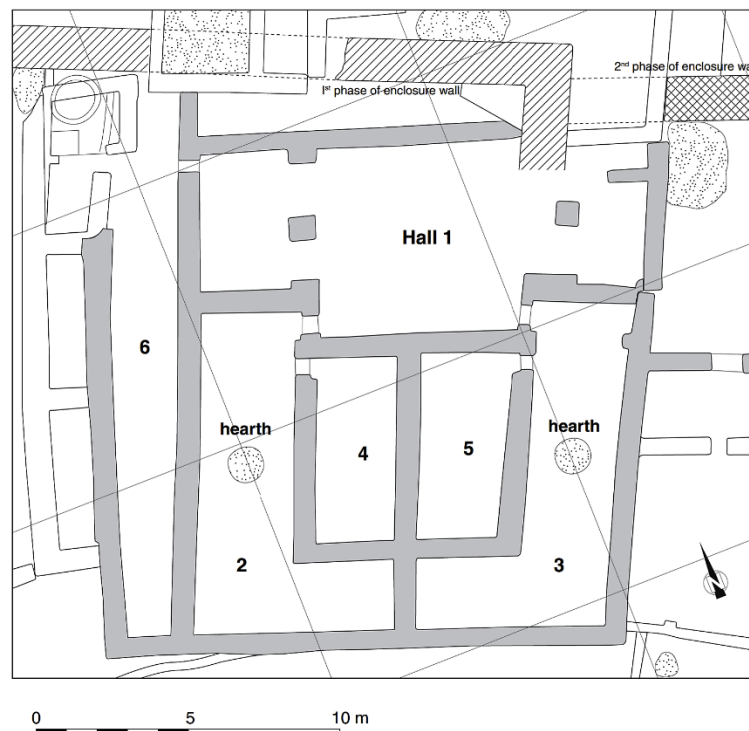 2nd phase of enclosure wa
Ist phase of enclosure wall
Hall 1
6
hearth
hearth
4
5
2
3
N
0 5 10 m